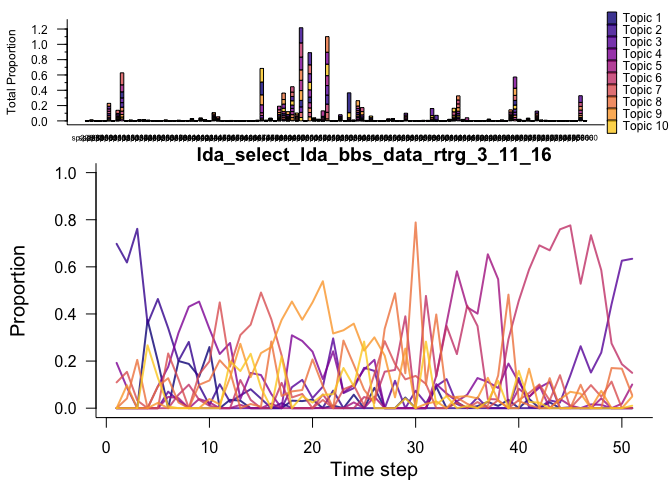 Total Proportion
1.2
1.0
0.8
0.6
0.4
0.2
0.0
Topic 1
Topic 2
Topic 3
Topic 4
Topic 5
Topic 6
Topic 7
Topic 8
Topic 9
Topic 10
lda_select_lda_bbs_data_rtrg_3_11_16
Proportion
1.0
0.8
0.6
0.4
0.2
0.0
0 10 20 30 40 50
Time step